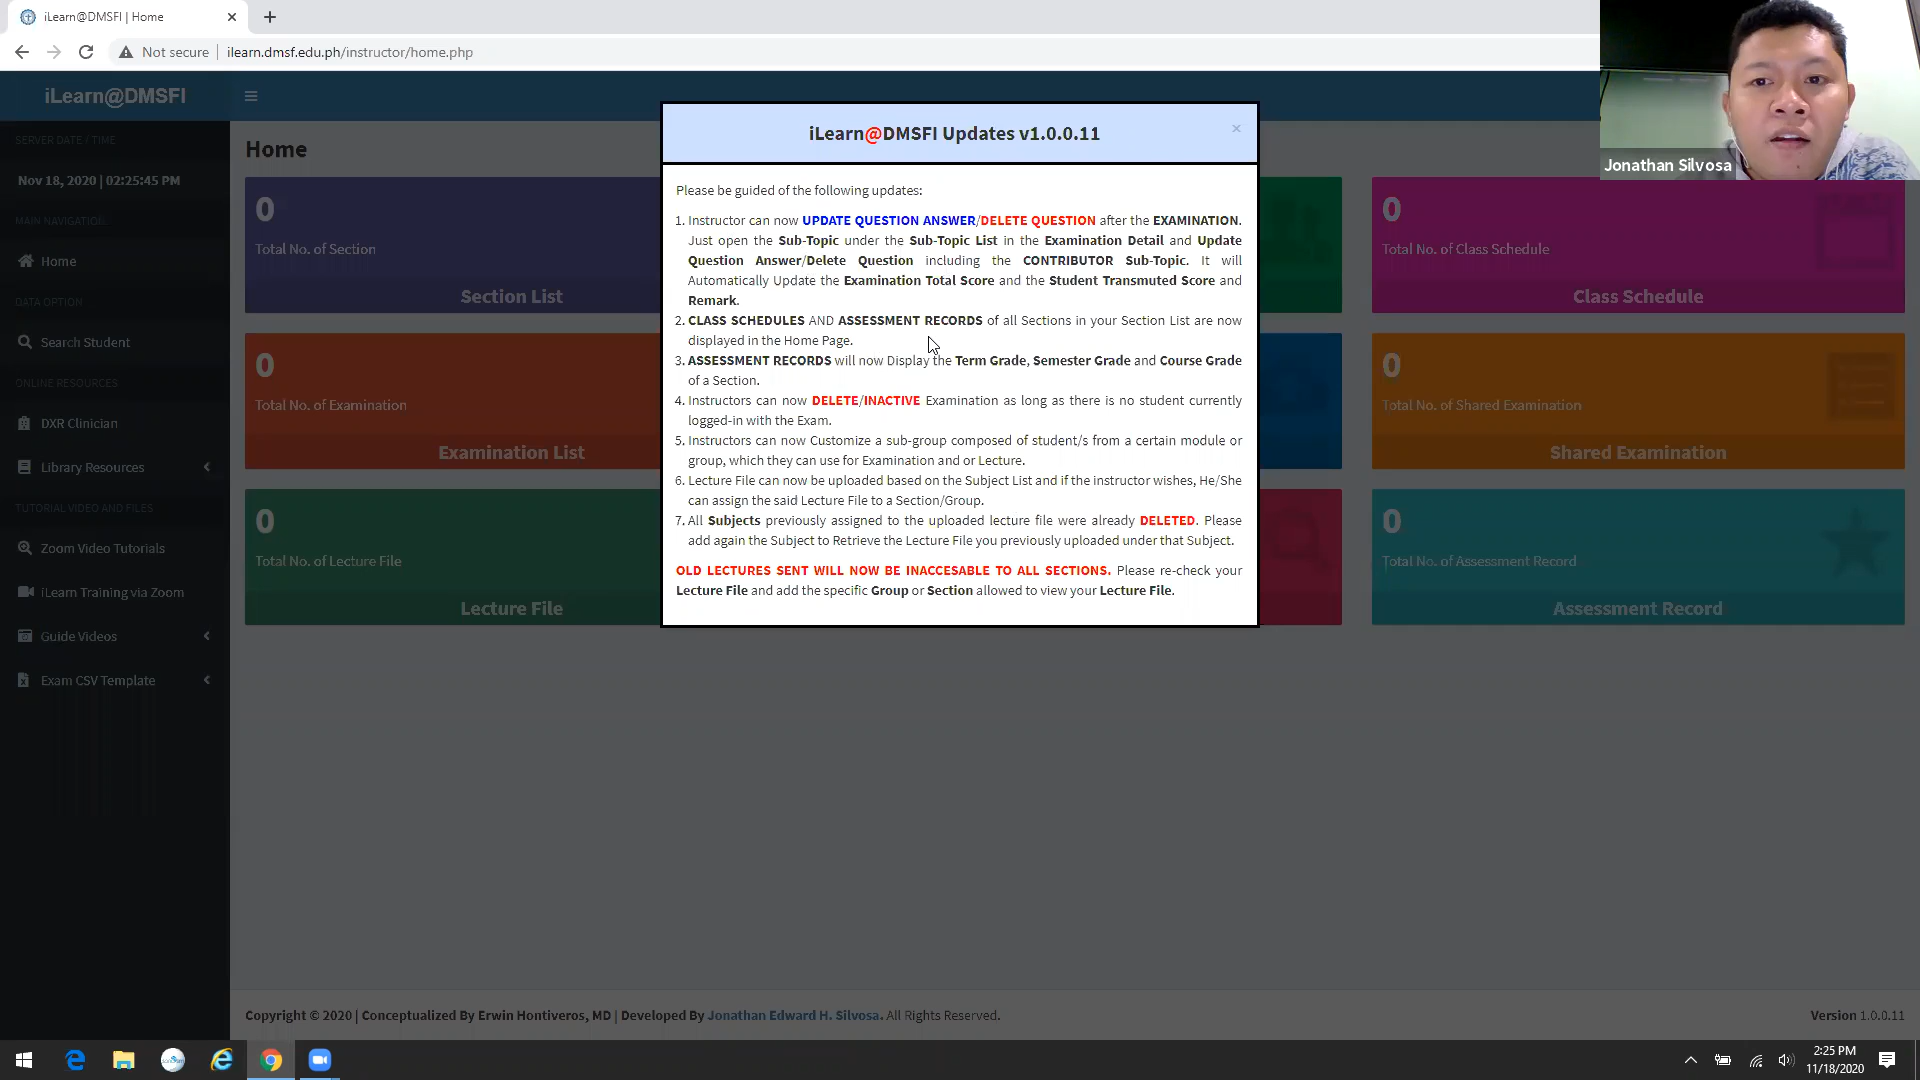 iLearn@DMSFI | Home
Not secure
ilearn.dmsf.edu.ph/instructor/home.php
iLearn@DMSFI
SERVER DATE / TIME
Nov 18, 2020 | 02:25:45 PM
MAIN NAVIGATION
Home
DATA OPTION
Search Student
ONLINE RESOURCES
DXR Clinician
Library Resources
TUTORIAL VIDEO AND FILES
Zoom Video Tutorials
iLearn Training via Zoom
Guide Videos
Exam CSV Template
Home
0
Total No. of Section
Section List
0
Total No. of Examination
Examination List
0
Total No. of Lecture File
Lecture File
iLearn@DMSFI Updates v1.0.0.11
×
Please be guided of the following updates:
1. Instructor can now UPDATE QUESTION ANSWER/DELETE QUESTION after the EXAMINATION.
Just open the Sub-Topic under the Sub-Topic List in the Examination Detail and Update
Question Answer/Delete Question including the CONTRIBUTOR Sub-Topic. It will
Automatically Update the Examination Total Score and the Student Transmuted Score and
Remark.
2. CLASS SCHEDULES AND ASSESSMENT RECORDS of all Sections in your Section List are now
displayed in the Home Page.
3. ASSESSMENT RECORDS will now Display the Term Grade, Semester Grade and Course Grade
of a Section.
4. Instructors can now DELETE/INACTIVE Examination as long as there is no student currently
logged-in with the Exam.
5. Instructors can now Customize a sub-group composed of student/s from a certain module or
group, which they can use for Examination and or Lecture.
6. Lecture File can now be uploaded based on the Subject List and if the instructor wishes, He/She
can assign the said Lecture File to a Section/Group.
7. All Subjects previously assigned to the uploaded lecture file were already DELETED. Please
add again the Subject to Retrieve the Lecture File you previously uploaded under that Subject.
OLD LECTURES SENT WILL NOW BE INACCESABLE TO ALL SECTIONS. Please re-check your
Lecture File and add the specific Group or Section allowed to view your Lecture File.
0
Total No. of Class Schedule
Class Schedule
0
Total No. of Shared Examination
Shared Examination
0
Total No. of Assessment Record
Assessment Record
Jonathan Silvosa
Copyright © 2020 | Conceptualized By Erwin Hontiveros, MD | Developed By Jonathan Edward H. Silvosa. All Rights Reserved.
Version 1.0.0.11
2:25 PM
11/18/2020